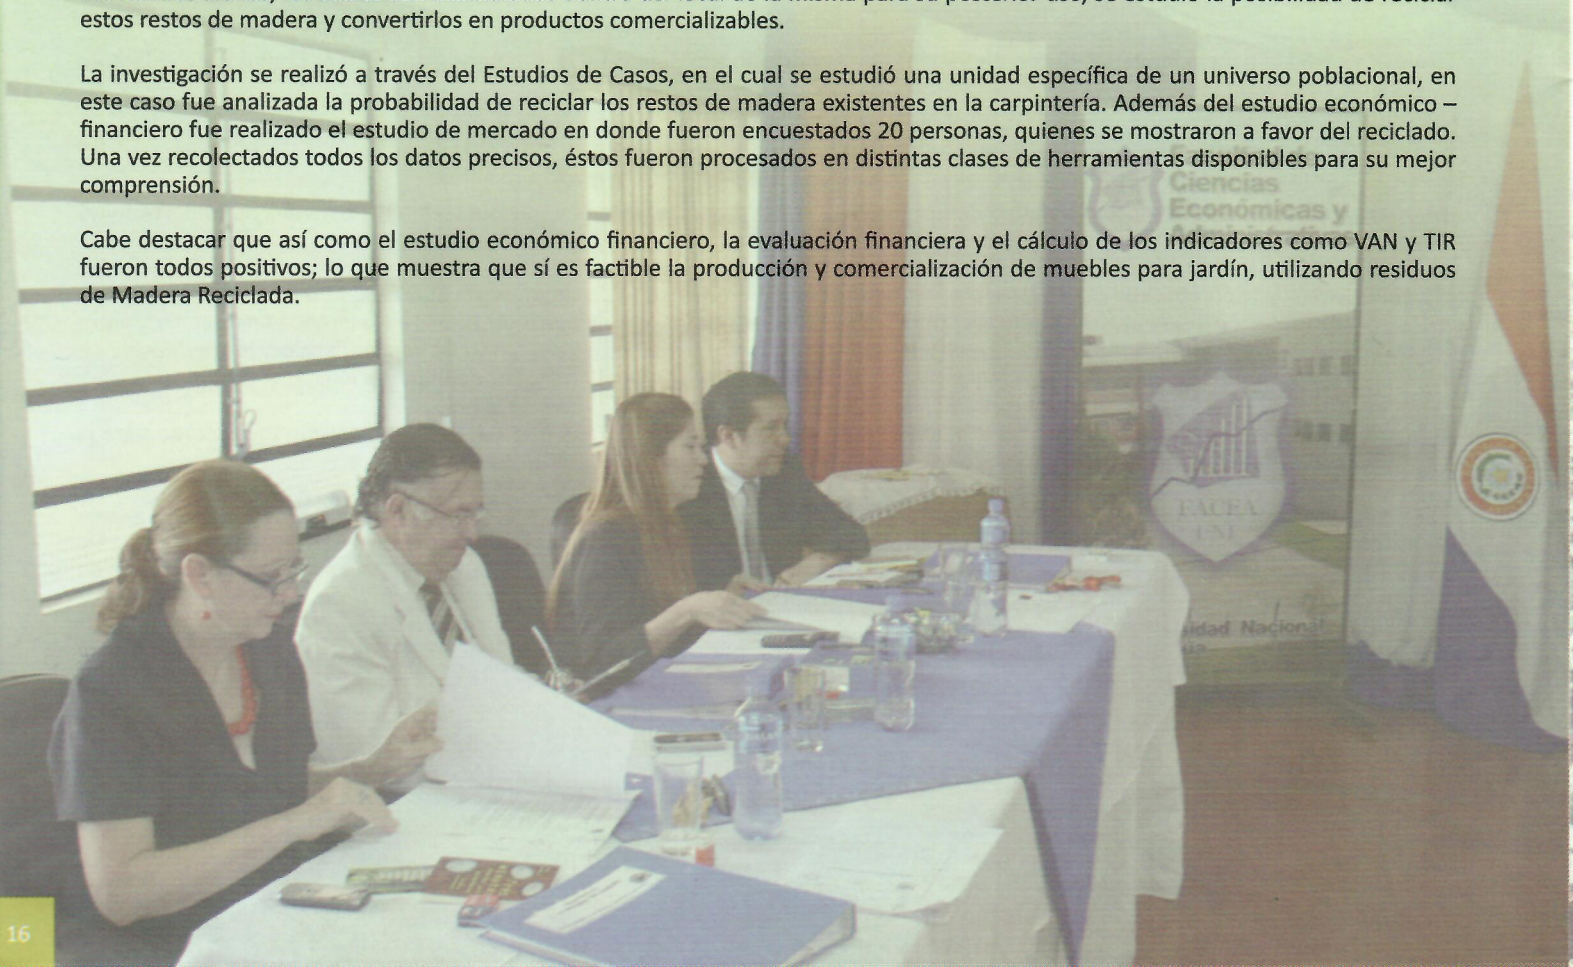 estos restos de madera y convertirlos en productos comercializables.
La investigación se realizó a través del Estudios de Casos, en el cual se estudió una unidad específica de un universo poblacional, en
este caso fue analizada la probabilidad de reciclar los restos de madera existentes en la carpintería. Además del estudio económico –
financiero fue realizado el estudio de mercado en donde fueron encuestados 20 personas, quienes se mostraron a favor del reciclado.
Una vez recolectados todos los datos precisos, éstos fueron procesados en distintas clases de herramientas disponibles para su mejor
comprensión.
Cabe destacar que así como el estudio económico financiero, la evaluación financiera y el cálculo de los indicadores como VAN y TIR
fueron todos positivos; lo que muestra que sí es factible la producción y comercialización de muebles para jardín, utilizando residuos
de Madera Reciclada.
Facultad de
Ciencias
Económicas y
FACEA
UNI
sidad Nacional
16